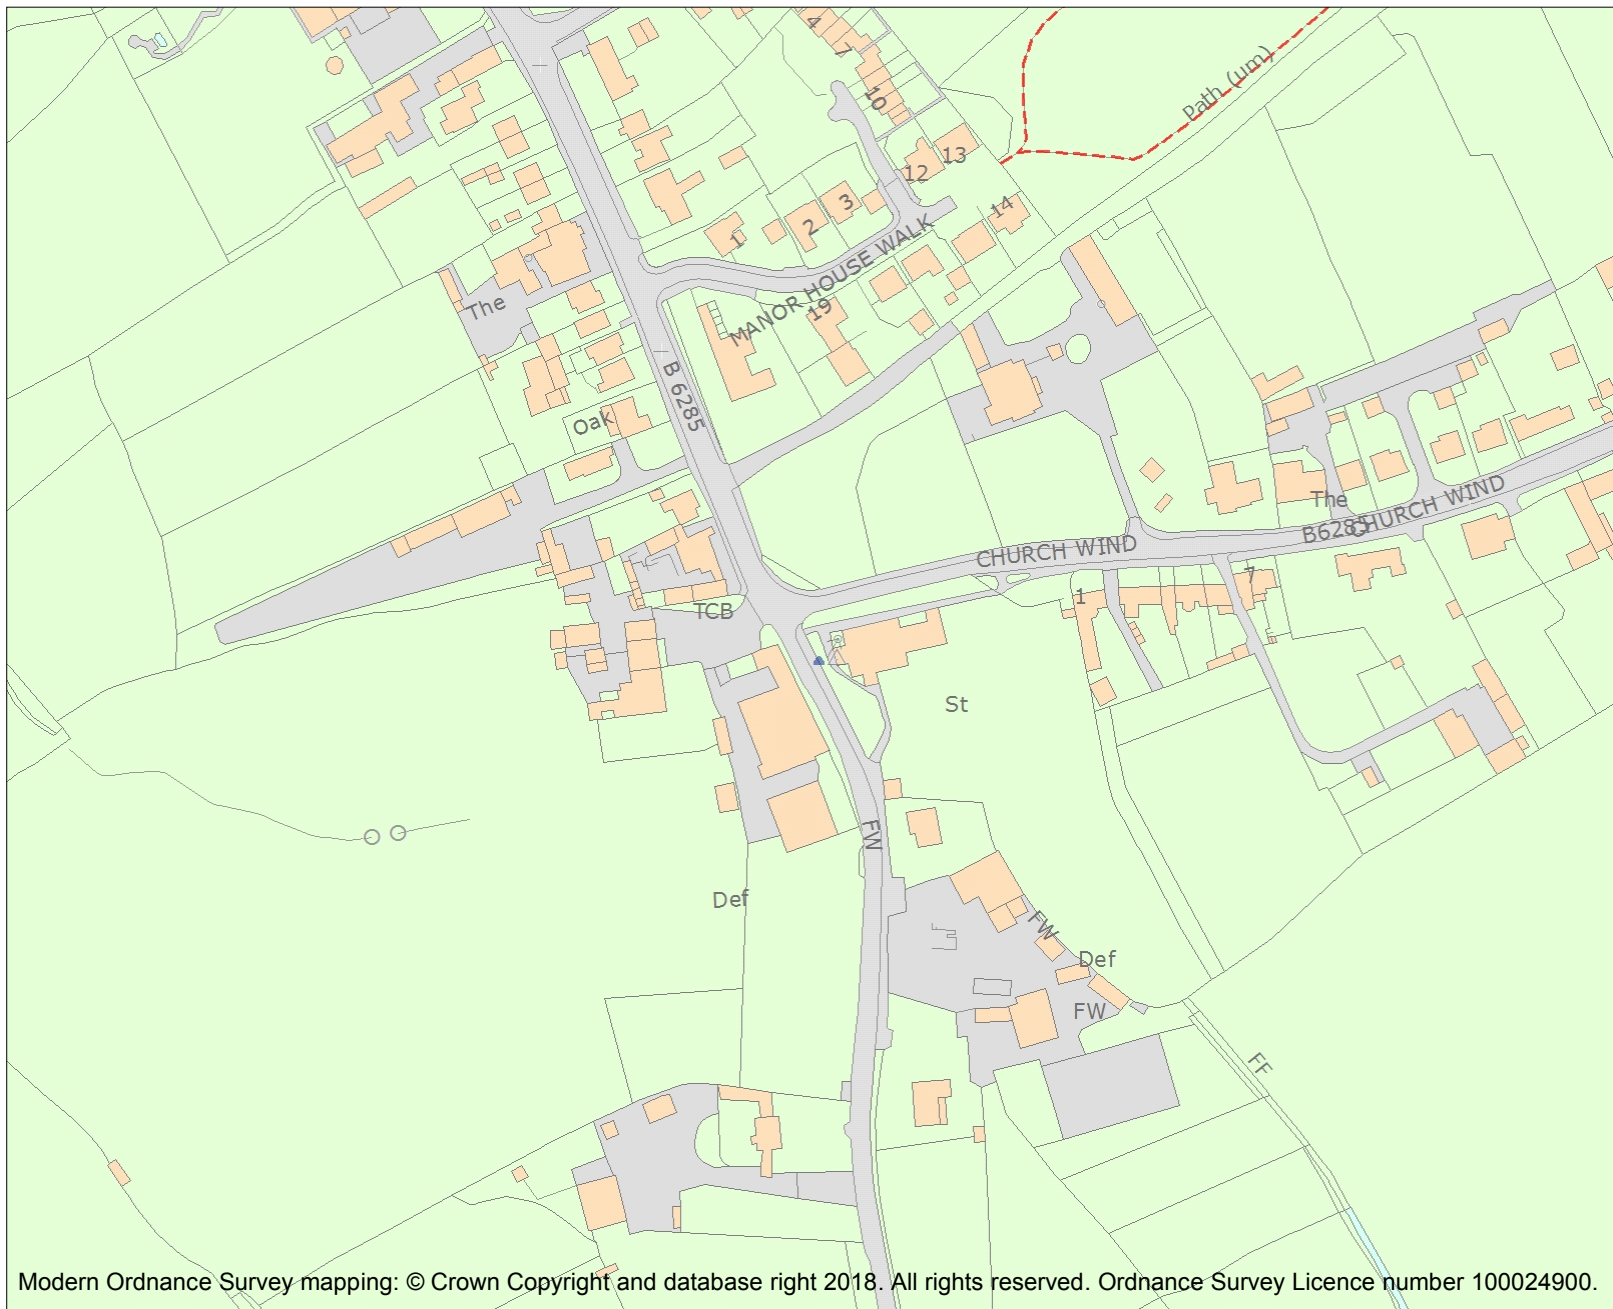 4
7
10
Path (um)
13
12
14
3
2
1
MANOR HOUSE WALK
The
19
B 6285
Oak
The
CHURCH WIND
B6285
CHURCH WIND
7
1
TCB
St
FW
Def
FW
Def
FW
FF
Modern Ordnance Survey mapping: © Crown Copyright and database right 2018. All rights reserved. Ordnance Survey Licence number 100024900.